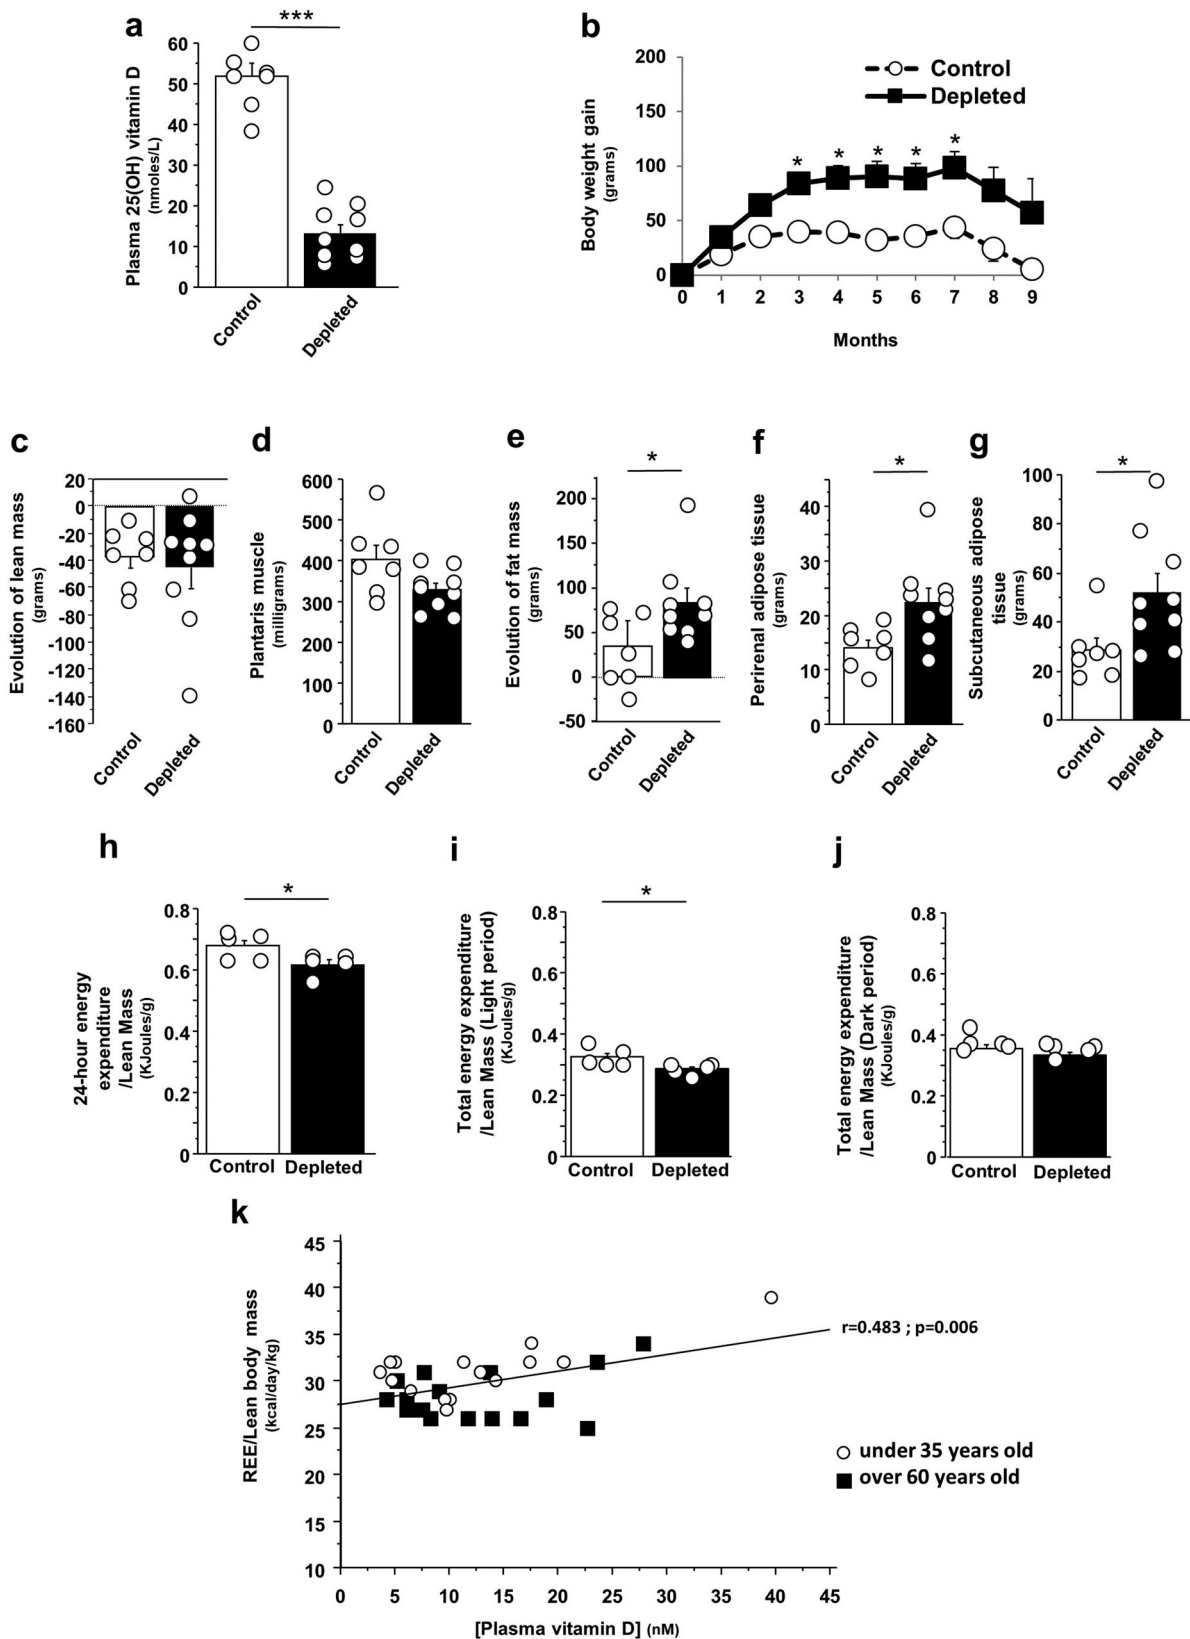 a
***
Plasma 25(OH) vitamin D
(nmoles/L)
60
50
40
30
20
10
0
Control
Depleted
b
Body weight gain
(grams)
200
150
100
50
0
Control
Depleted
* * * * *
0 1 2 3 4 5 6 7 8 9
Months
c
Evolution of lean mass
(grams)
20
0
-20
-40
-60
-80
-100
-120
-140
-160
Control
Depleted
d
Plantaris muscle
(milligrams)
600
500
400
300
200
100
0
Control
Depleted
e
*
Evolution of fat mass
(grams)
200
150
100
50
0
-50
Control
Depleted
f
*
Perirenal adipose tissue
(grams)
40
30
20
10
0
Control
Depleted
g
*
Subcutaneous adipose
tissue
(grams)
100
80
60
40
20
0
Control
Depleted
h
*
24-hour energy
expenditure
/Lean Mass
(KJoules/g)
0.8
0.6
0.4
0.2
0
Control Depleted
i
*
Total energy expenditure
/Lean Mass (Light period)
(KJoules/g)
0.8
0.6
0.4
0.2
0
Control Depleted
j
Total energy expenditure
/Lean Mass (Dark period)
(KJoules/g)
0.8
0.6
0.4
0.2
0
Control Depleted
k
REE/Lean body mass
(kcal/day/kg)
45
40
35
30
25
20
15
10
r=0.483 ; p=0.006
under 35 years old
over 60 years old
0 5 10 15 20 25 30 35 40 45
[Plasma vitamin D] (nM)